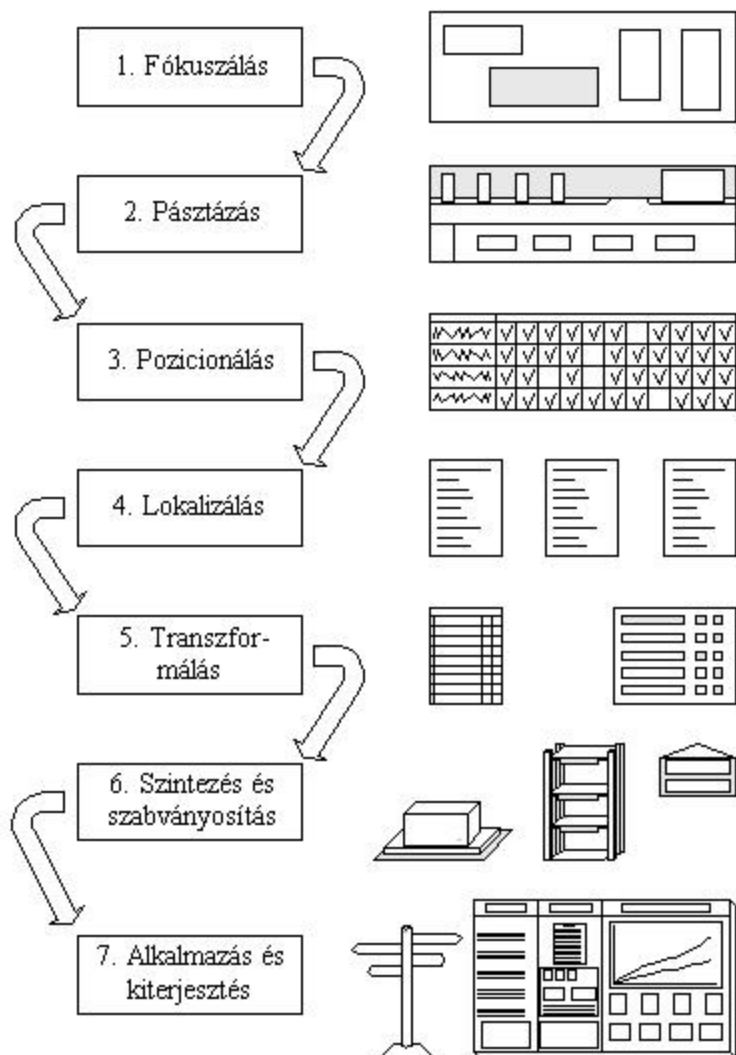 1. Fókuszálás
2. Pásztázás
3. Pozicionálás
4. Lokalizálás
5. Transzfor-
málás
6. Szintezés és
szabványosítás
7. Alkalmazás és
kiterjesztés